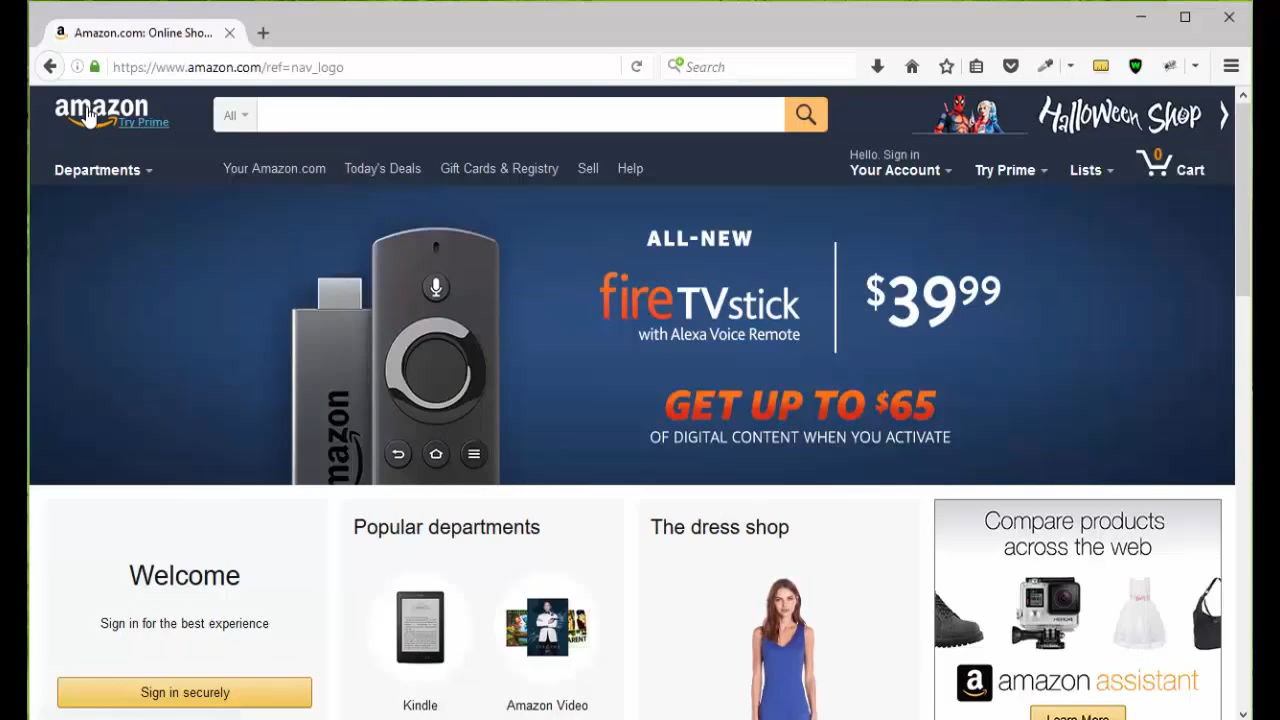 Amazon.com: Online Sho...
https://www.amazon.com/ref=nav_logo
Search
amazon
Try Prime
All
Halloween Shop
Departments
Your Amazon.com
Today's Deals
Gift Cards & Registry
Sell
Help
Hello. Sign in
Your Account
Try Prime
Lists
0
Cart
ALL-NEW
fireTVstick
with Alexa Voice Remote
$39.99
GET UP TO $65
OF DIGITAL CONTENT WHEN YOU ACTIVATE
amazon
Welcome
Sign in for the best experience
Sign in securely
Popular departments
Kindle
Amazon Video
The dress shop
Compare products
across the web
amazon assistant
Learn More